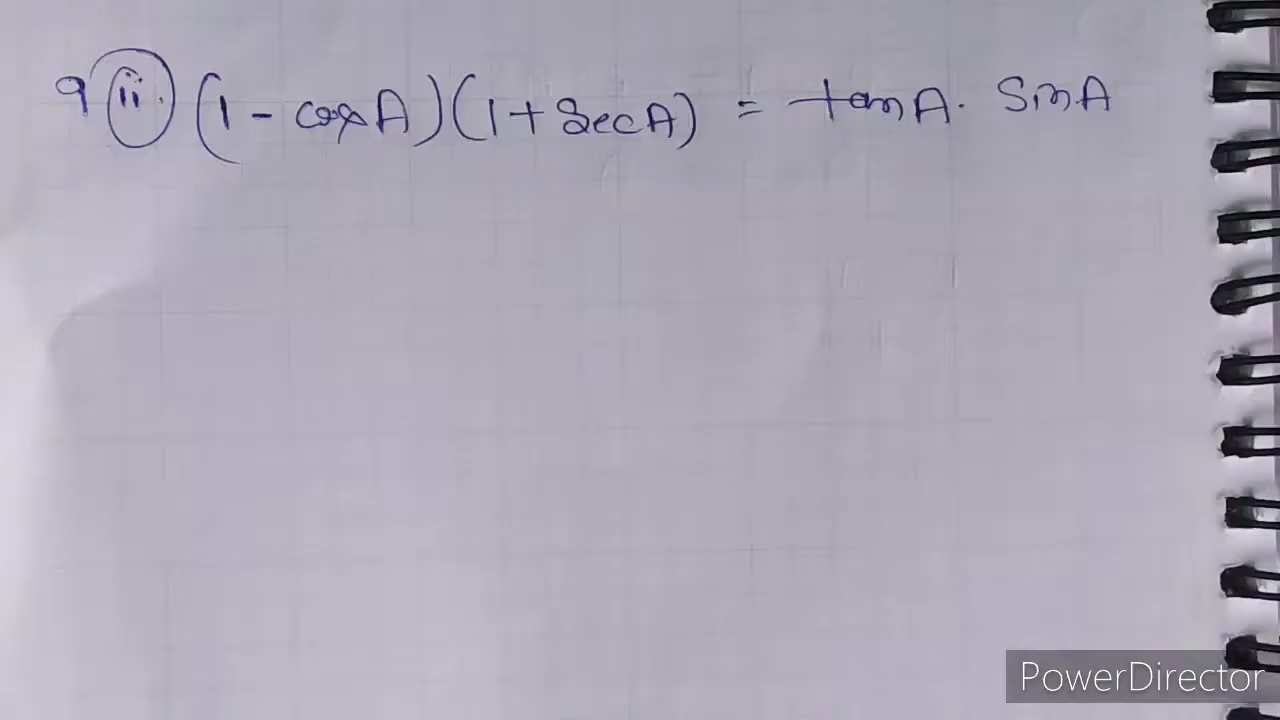 9 ii. (1 - cosA)(1 + SecA) = tanA. SinA
PowerDirector